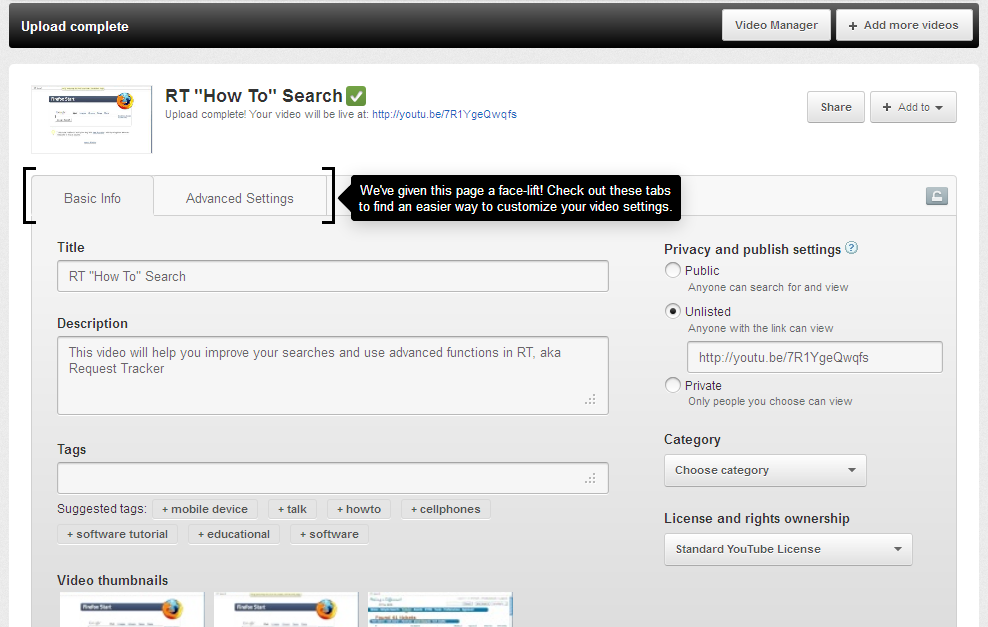 Upload complete
Video Manager
+ Add more videos
RT "How To" Search
Upload complete! Your video will be live at: http://youtu.be/7R1YgeQwqfs
Share
+ Add to
Basic Info
Advanced Settings
We've given this page a face-lift! Check out these tabs
to find an easier way to customize your video settings.
Title
RT "How To" Search
Description
This video will help you improve your searches and use advanced functions in RT, aka
Request Tracker
Tags
Suggested tags: + mobile device + talk + howto + cellphones
+ software tutorial + educational + software
Video thumbnails
Firefox Start
Firefox Start
Privacy and publish settings ?
Public
Anyone can search for and view
Unlisted
Anyone with the link can view
http://youtu.be/7R1YgeQwqfs
Private
Only people you choose can view
Category
Choose category
License and rights ownership
Standard YouTube License